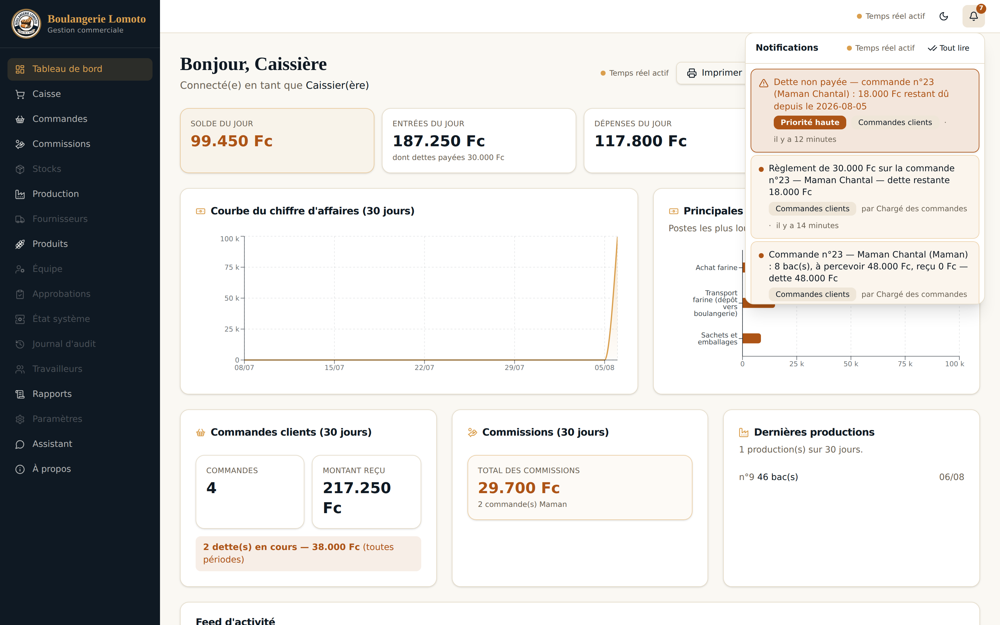 BOULANGERIE LOMOTO
Boulangerie Lomoto
Gestion commerciale
Tableau de bord
Caisse
Commandes
Commissions
Stocks
Production
Fournisseurs
Produits
Équipe
Approbations
État système
Journal d'audit
Travailleurs
Rapports
Paramètres
Assistant
À propos
Temps réel actif
7
Bonjour, Caissière
Connecté(e) en tant que Caissier(ère)
Temps réel actif
Imprimer
SOLDE DU JOUR
99.450 Fc
ENTRÉES DU JOUR
187.250 Fc
dont dettes payées 30.000 Fc
DÉPENSES DU JOUR
117.800 Fc
Notifications
Temps réel actif
Tout lire
Dette non payée — commande n°23
(Maman Chantal) : 18.000 Fc restant dû
depuis le 2026-08-05
Priorité haute
Commandes clients
·
il y a 12 minutes
Règlement de 30.000 Fc sur la commande
n°23 — Maman Chantal — dette restante
18.000 Fc
Commandes clients
par Chargé des commandes
· il y a 14 minutes
Commande n°23 — Maman Chantal (Maman)
: 8 bac(s), à percevoir 48.000 Fc, reçu 0 Fc —
dette 48.000 Fc
Commandes clients
par Chargé des commandes
Courbe du chiffre d'affaires (30 jours)
100 k
75 k
50 k
25 k
0
08/07
15/07
22/07
29/07
05/08
Principales
Postes les plus
Achat farine
Transport
farine (dépôt
vers
boulangerie)
Sachets et
emballages
0
25 k
50 k
75 k
100 k
Commandes clients (30 jours)
COMMANDES
4
MONTANT REÇU
217.250
Fc
2 dette(s) en cours — 38.000 Fc (toutes
périodes)
Commissions (30 jours)
TOTAL DES COMMISSIONS
29.700 Fc
2 commande(s) Maman
Dernières productions
1 production(s) sur 30 jours.
n°9 46 bac(s)
06/08
Feed d'activité